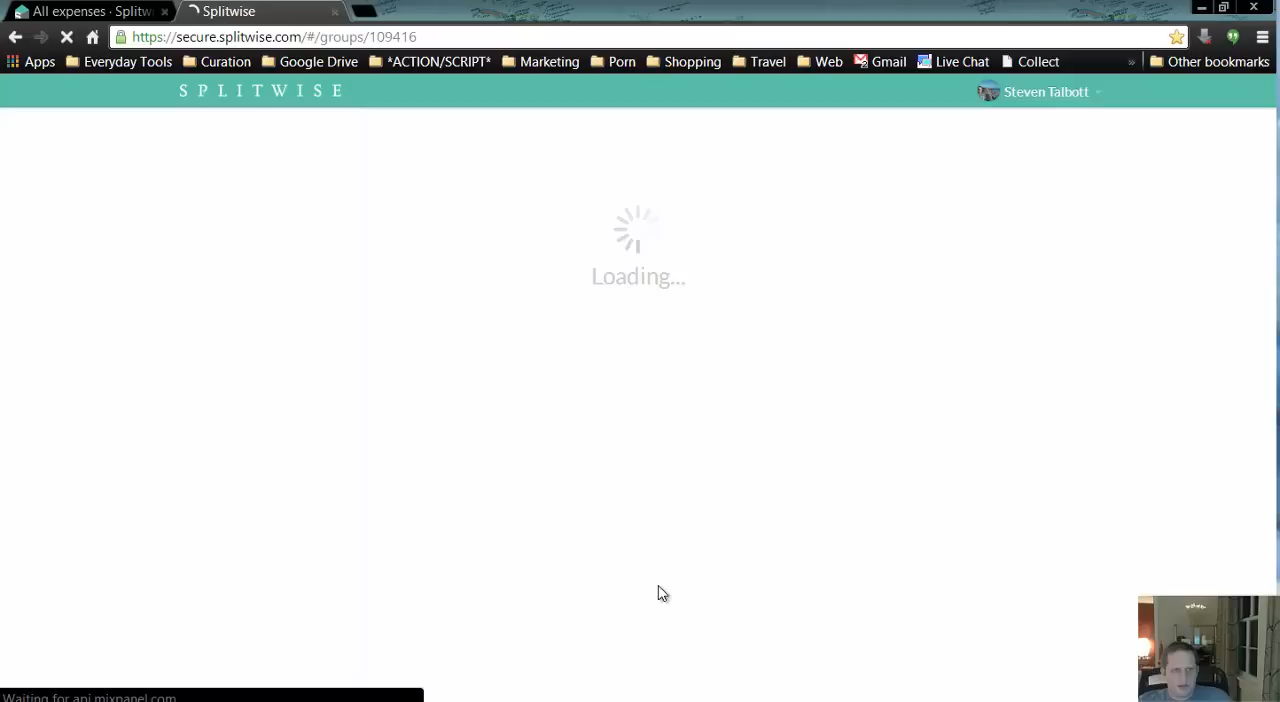 All expenses · Splitw
Splitwise
https://secure.splitwise.com/#/groups/109416
Apps Everyday Tools Curation Google Drive *ACTION/SCRIPT* Marketing Porn Shopping Travel Web Gmail Live Chat Collect » Other bookmarks
SPLITWISE
Steven Talbott
Loading...
Waiting for api.mixpanel.com